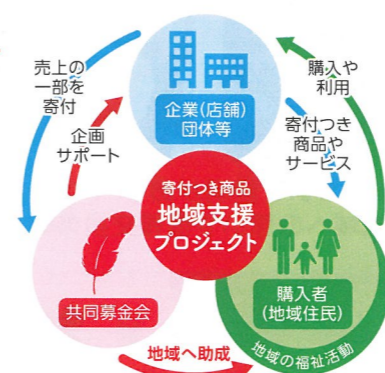 売上の
一部を
寄付
企画
サポート
企業(店舗)
団体等
購入や
利用
寄付つき
商品や
サービス
寄付つき商品
地域支援
プロジェクト
共同募金会
購入者
(地域住民)
地域の福祉活動
地域へ助成